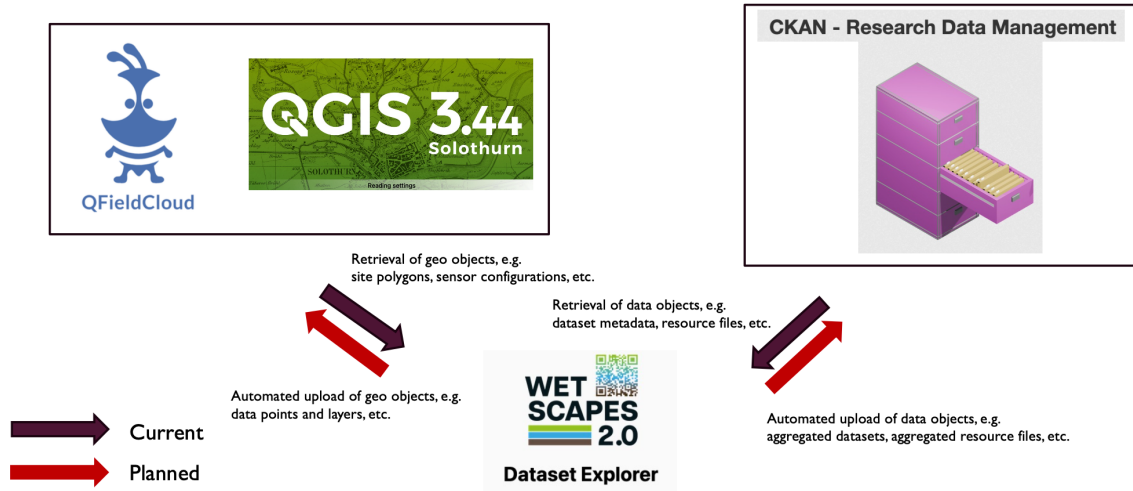 CKAN - Research Data Management
QGIS 3.44
Solothurn
SOLOTHURN
Reading settings
QFieldCloud
Retrieval of geo objects, e.g.
site polygons, sensor configurations, etc.
Retrieval of data objects, e.g.
dataset metadata, resource files, etc.
Automated upload of geo objects, e.g.
data points and layers, etc.
WET
SCAPES
2.0
Dataset Explorer
Automated upload of data objects, e.g.
aggregated datasets, aggregated resource files, etc.
Current
Planned